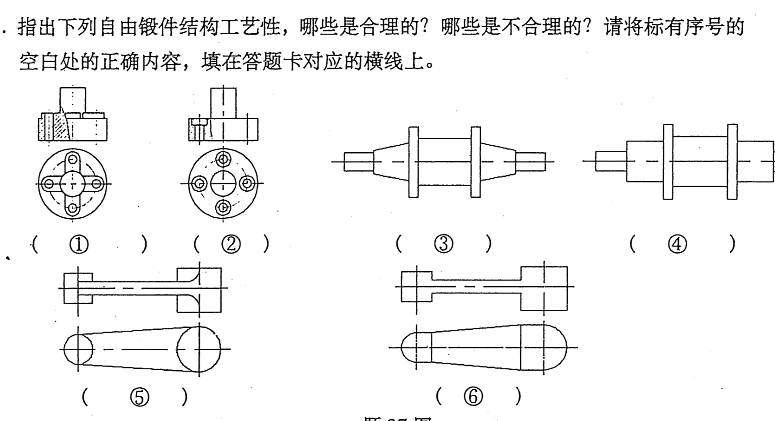 . 指出下列自由锻件结构工艺性，哪些是合理的？哪些是不合理的？请将标有序号的
空白处的正确内容，填在答题卡对应的横线上。
( ① ) ( ② ) ( ③ ) ( ④ )
( ⑤ ) ( ⑥ )